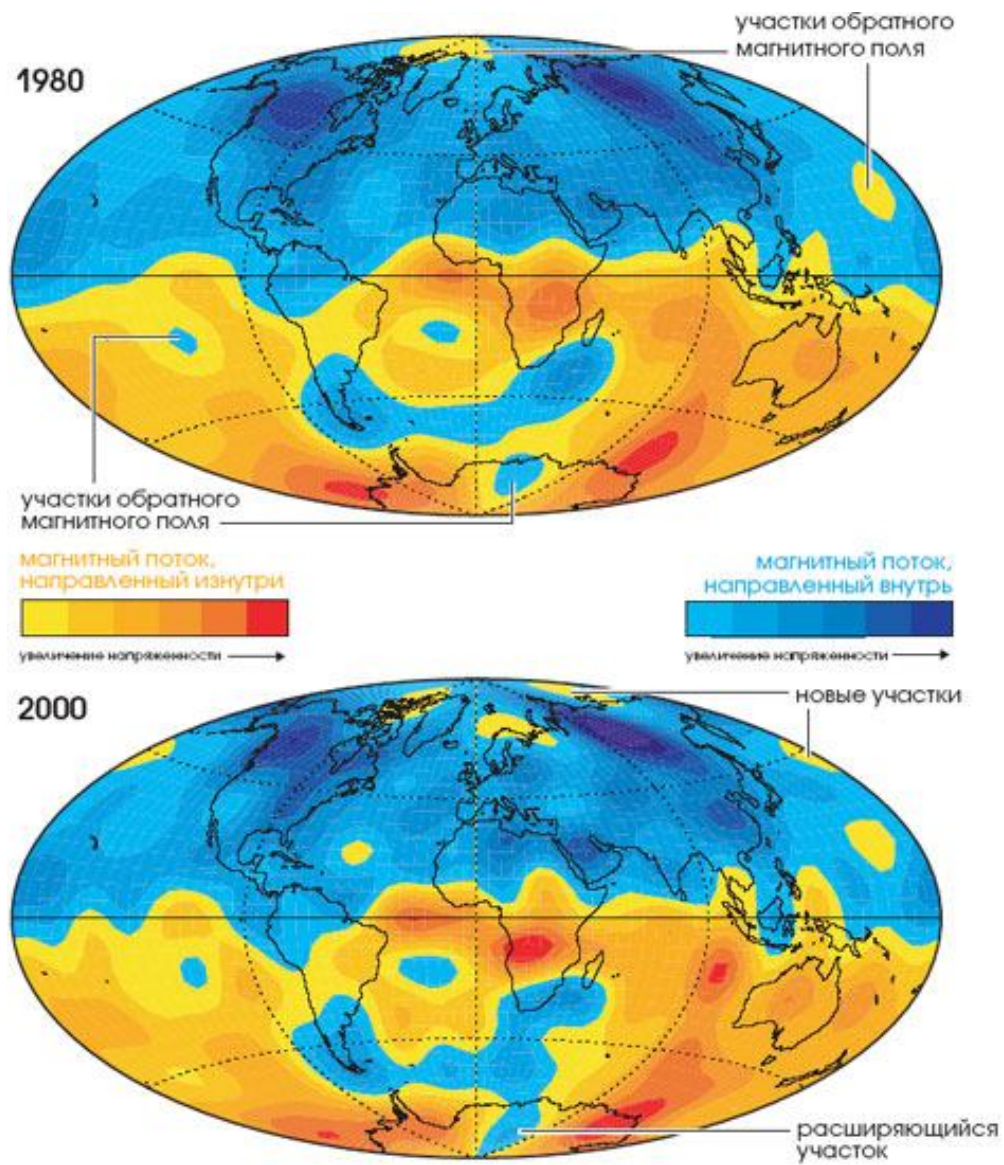 участки обратного
магнитного поля
1980
участки обратного
магнитного поля
магнитный поток,
направленный изнутри
увеличение напряженности
магнитный поток,
направленный внутрь
увеличение напряженности
2000
новые участки
расширяющийся
участок